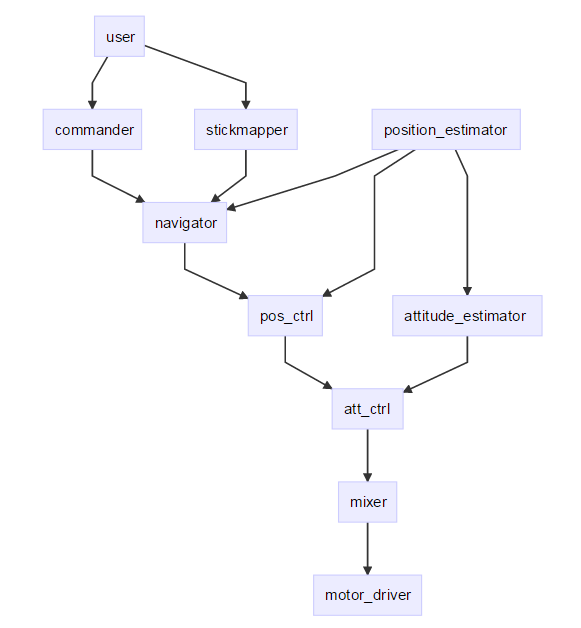 user
commander
stickmapper
position_estimator
navigator
pos_ctrl
attitude_estimator
att_ctrl
mixer
motor_driver